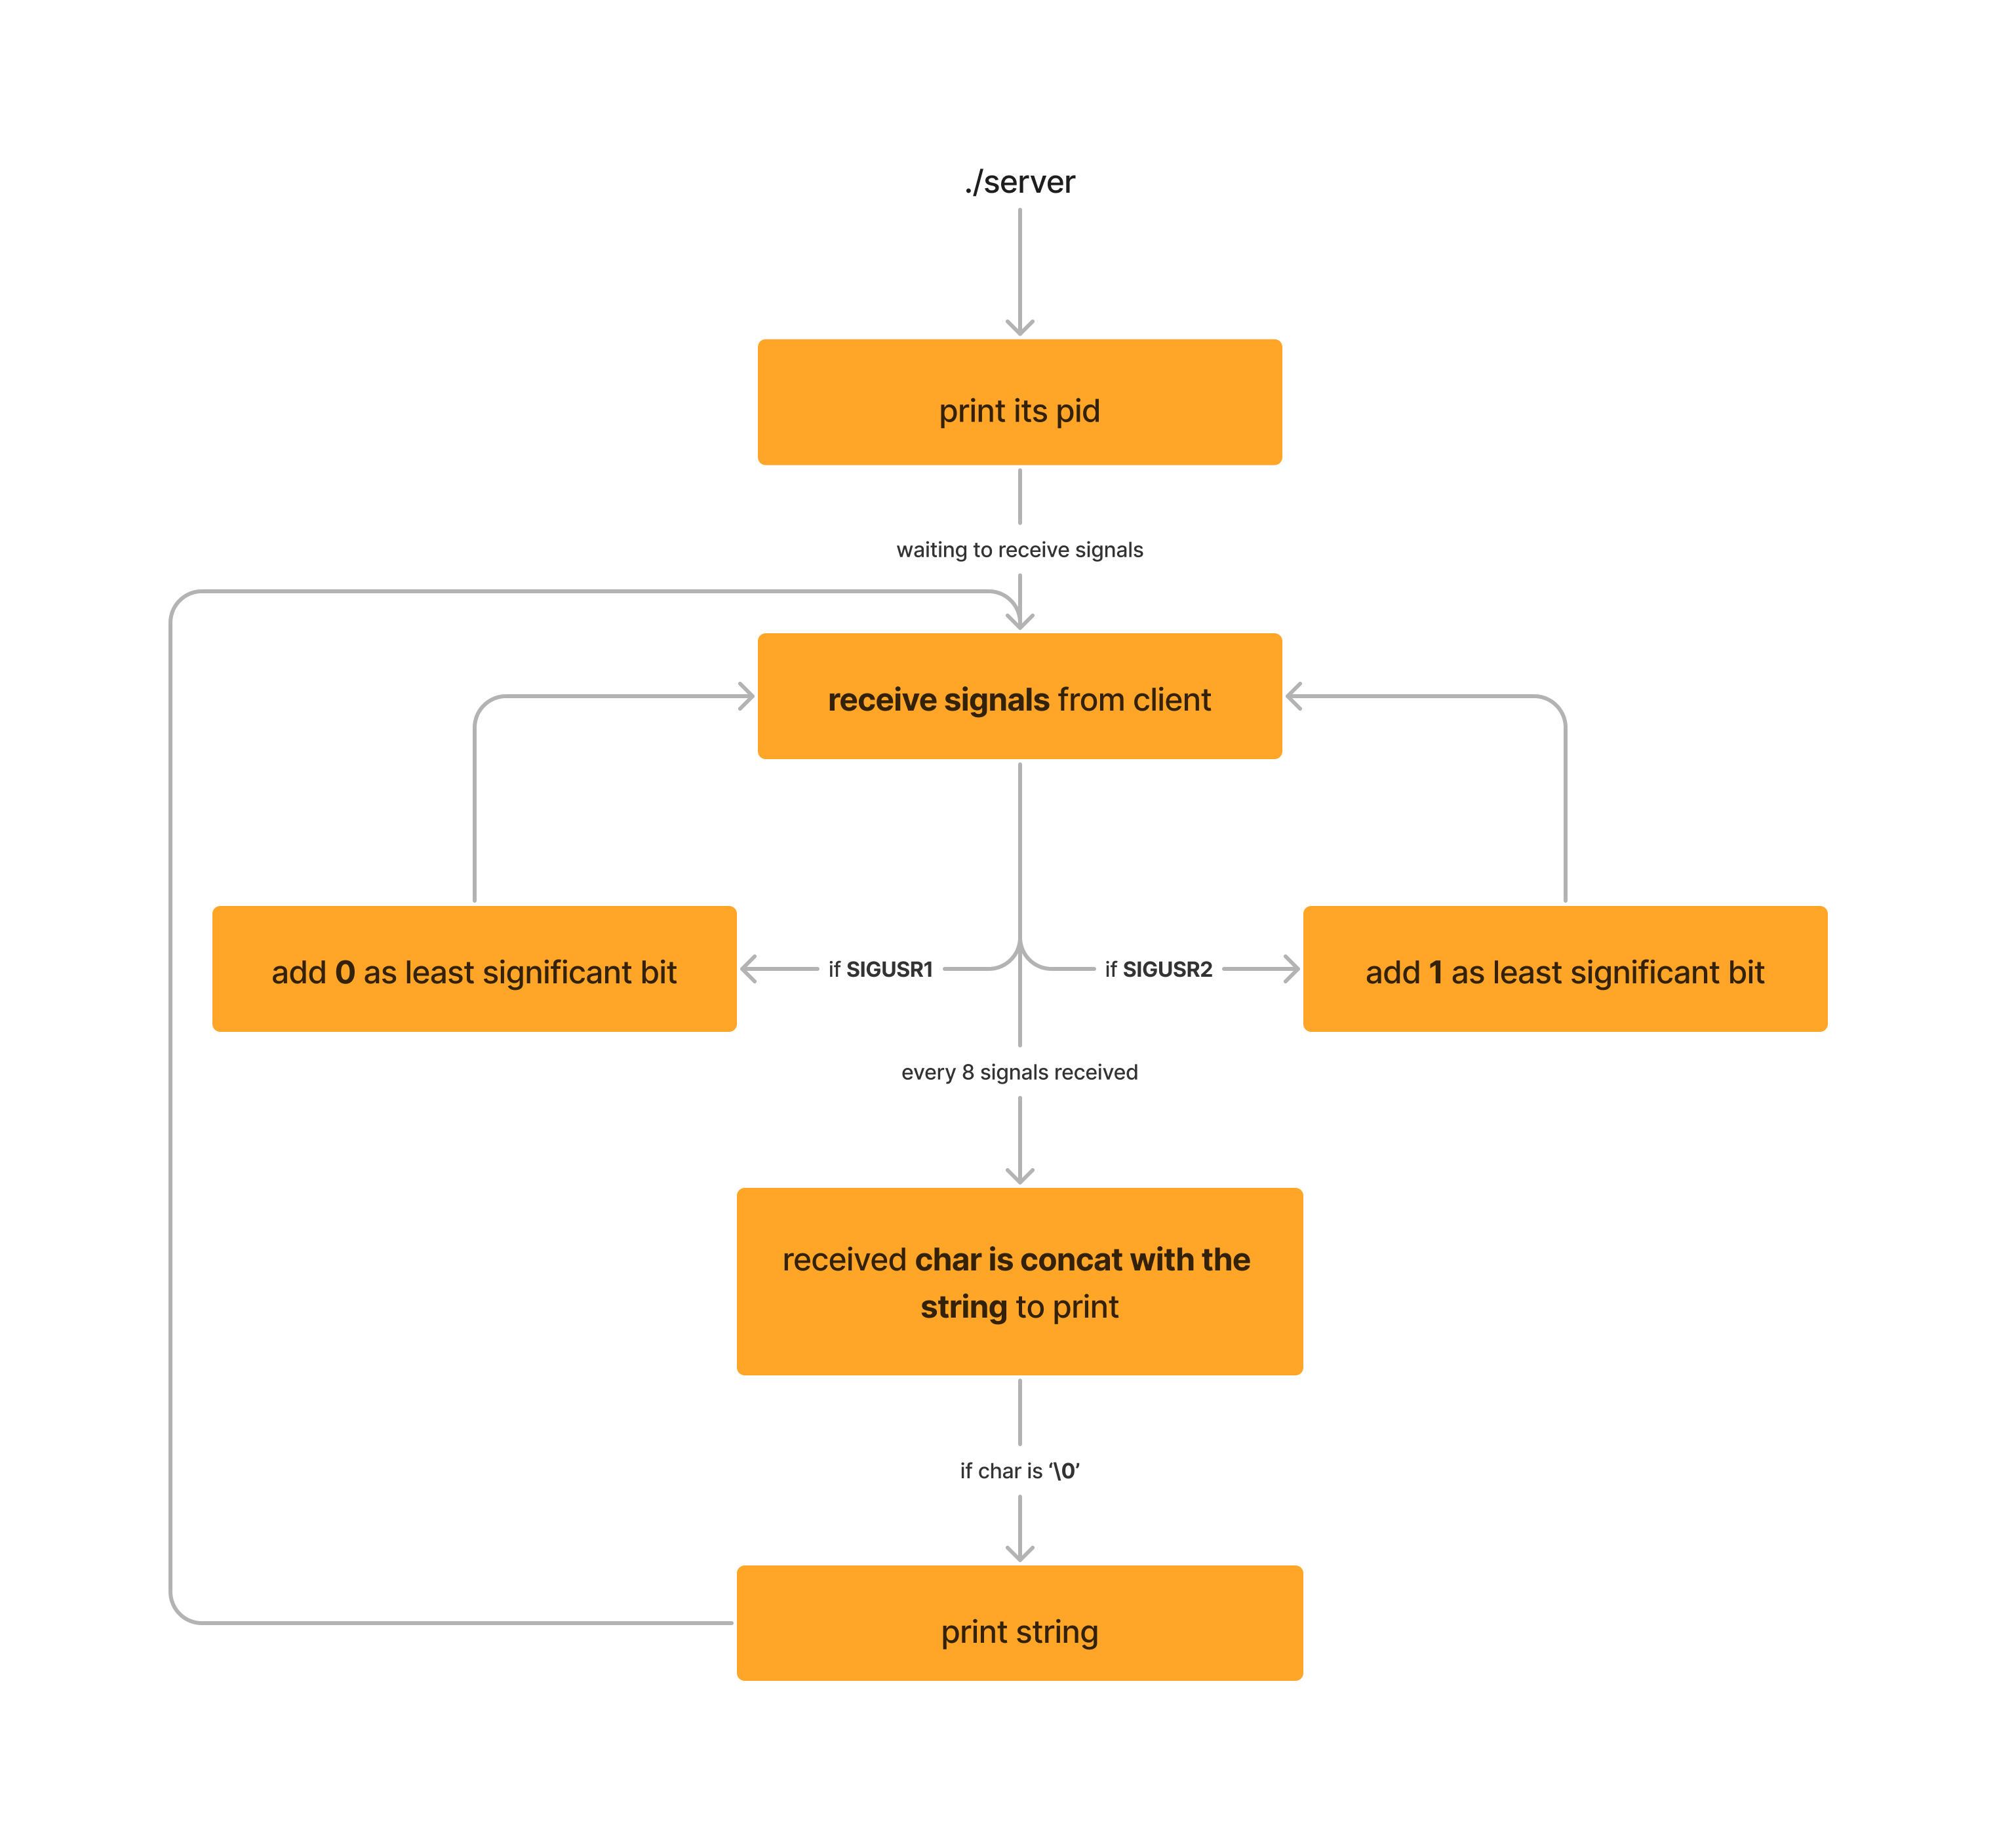 ./server
print its pid
waiting to receive signals
receive signals from client
add 0 as least significant bit
if SIGUSR1
if SIGUSR2
add 1 as least significant bit
every 8 signals received
received char is concat with the
string to print
if char is ‘\0’
print string